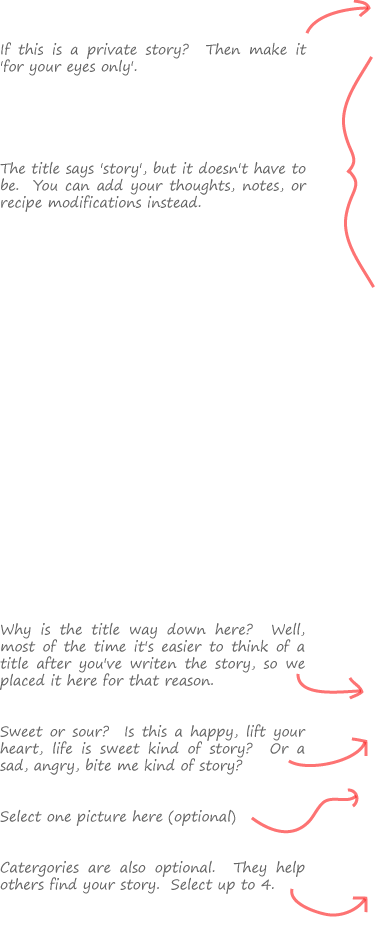 If this is a private story? Then make it
'for your eyes only'.
The title says 'story', but it doesn't have to
be. You can add your thoughts, notes, or
recipe modifications instead.
Why is the title way down here? Well,
most of the time it's easier to think of a
title after you've writen the story, so we
placed it here for that reason.
Sweet or sour? Is this a happy, lift your
heart, life is sweet kind of story? Or a
sad, angry, bite me kind of story?
Select one picture here (optional)
Catergories are also optional. They help
others find your story. Select up to 4.